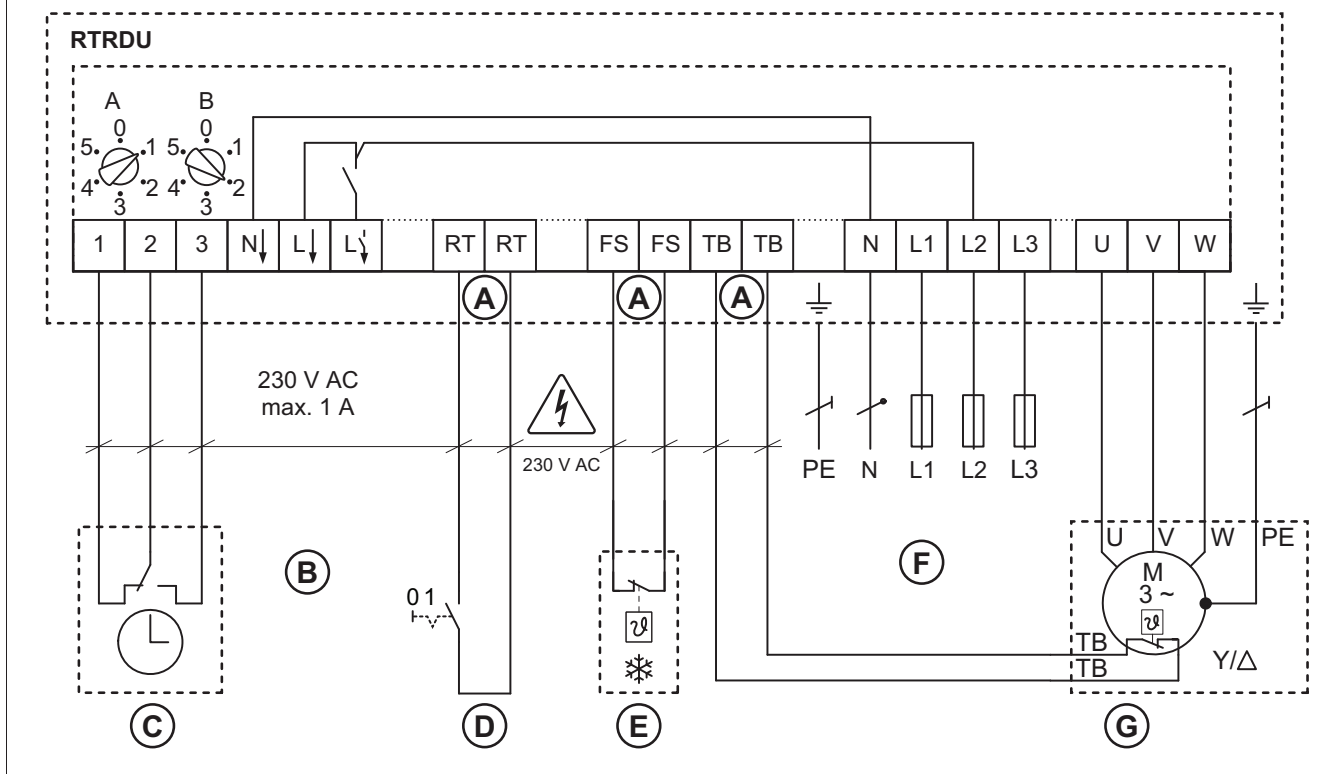 RTRDU
A B
0 0
5 1 5 1
4 2 4 2
3 3
1 2 3 N L L RT RT FS FS TB TB N L1 L2 L3 U V W
A A A
230 V AC
max. 1 A
230 V AC
PE N L1 L2 L3
U V W PE
B F
M
3 ~
0 1
ϑ ϑ
TB
TB
Y/△
C D E G